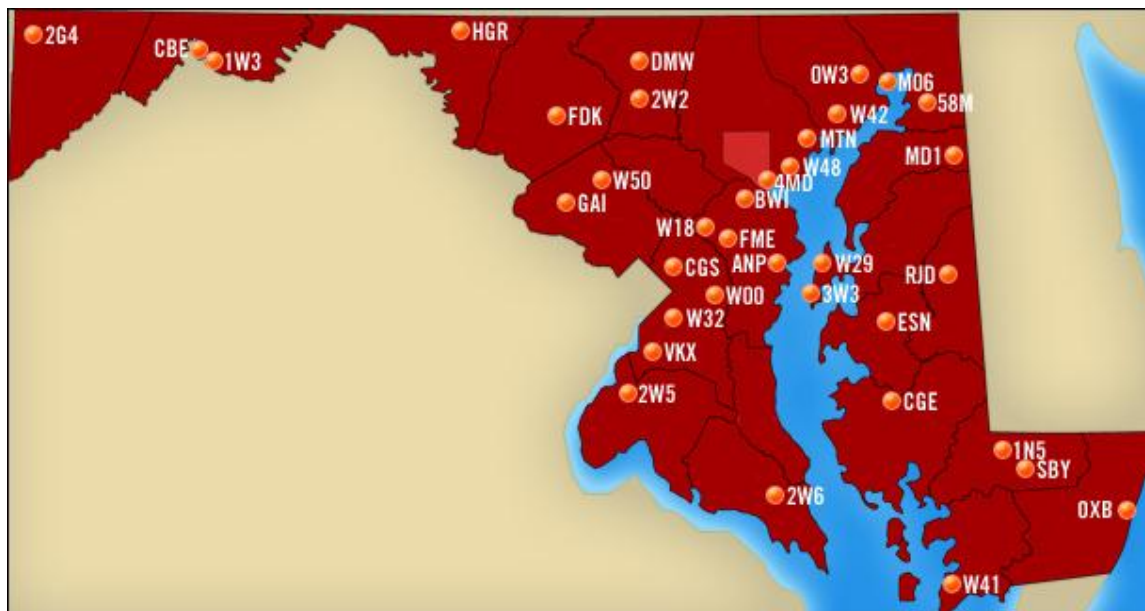 2G4
CBE
1W3
HGR
DMW
2W2
FDK
0W3
M06
58M
W42
MTN
MD1
W48
4MD
BWI
W50
GAI
W18
FME
CGS
ANP
W29
RJD
W00
3W3
W32
ESN
VKX
2W5
CGE
1N5
SBY
2W6
OXB
W41